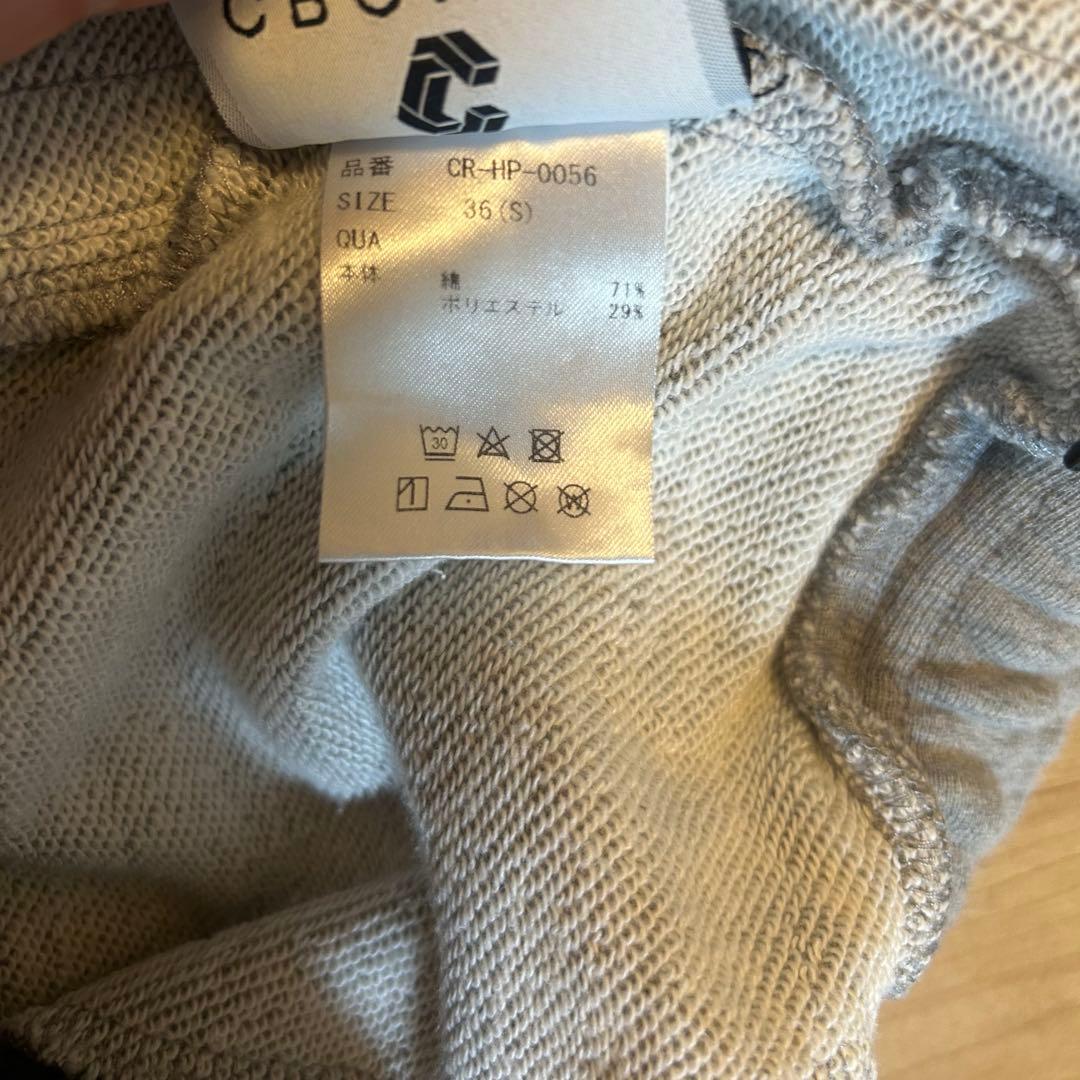 品番 CR-HP-0056
SIZE 36(S)
QUA
本体
綿 71%
ポリエステル 29%
30